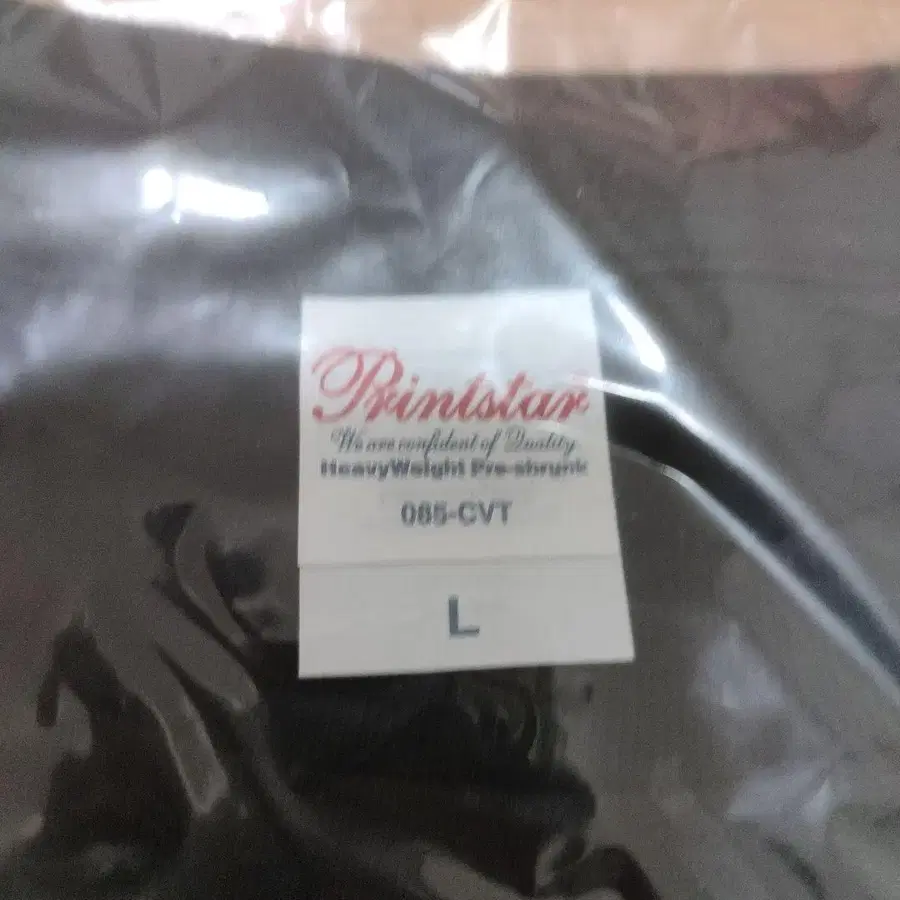 Printstar
We are confident of Quality
HeavyWeight Pre-shrunk
085-CVT
L